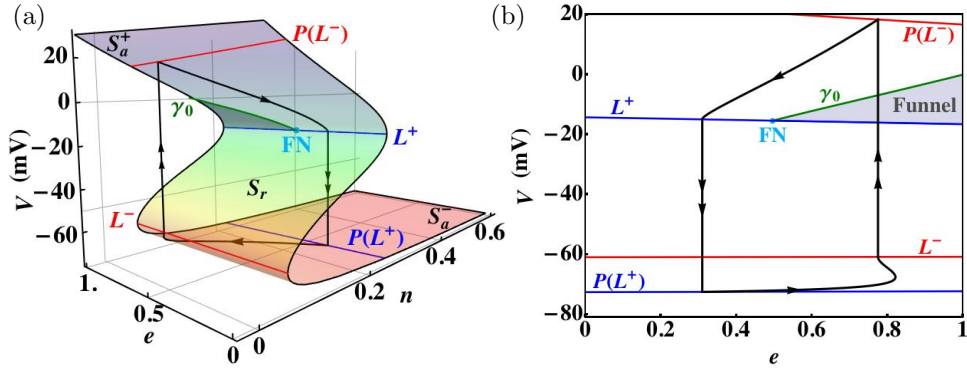 (a)
S_a^+
P(L^-)
20
γ_0
0
L^+
FN
-20
V (mV)
-40
S_r
S_a^-
L^-
0.6
-60
P(L^+)
0.4
1.
0.2
n
0.5
e
0
0
(b)
20
P(L^-)
0
γ_0
Funnel
L^+
FN
-20
V (mV)
-40
L^-
-60
P(L^+)
-80
0
0.2
0.4
0.6
0.8
1
e